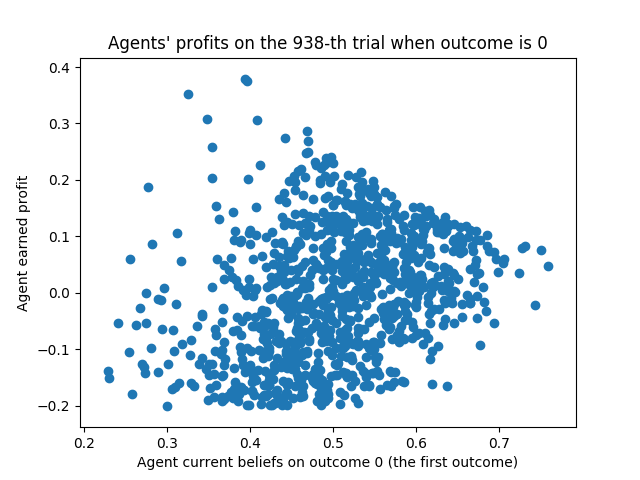 Agents' profits on the 938-th trial when outcome is 0
0.4
0.3
0.2
0.1
0.0
−0.1
−0.2
Agent earned profit
0.2 0.3 0.4 0.5 0.6 0.7
Agent current beliefs on outcome 0 (the first outcome)